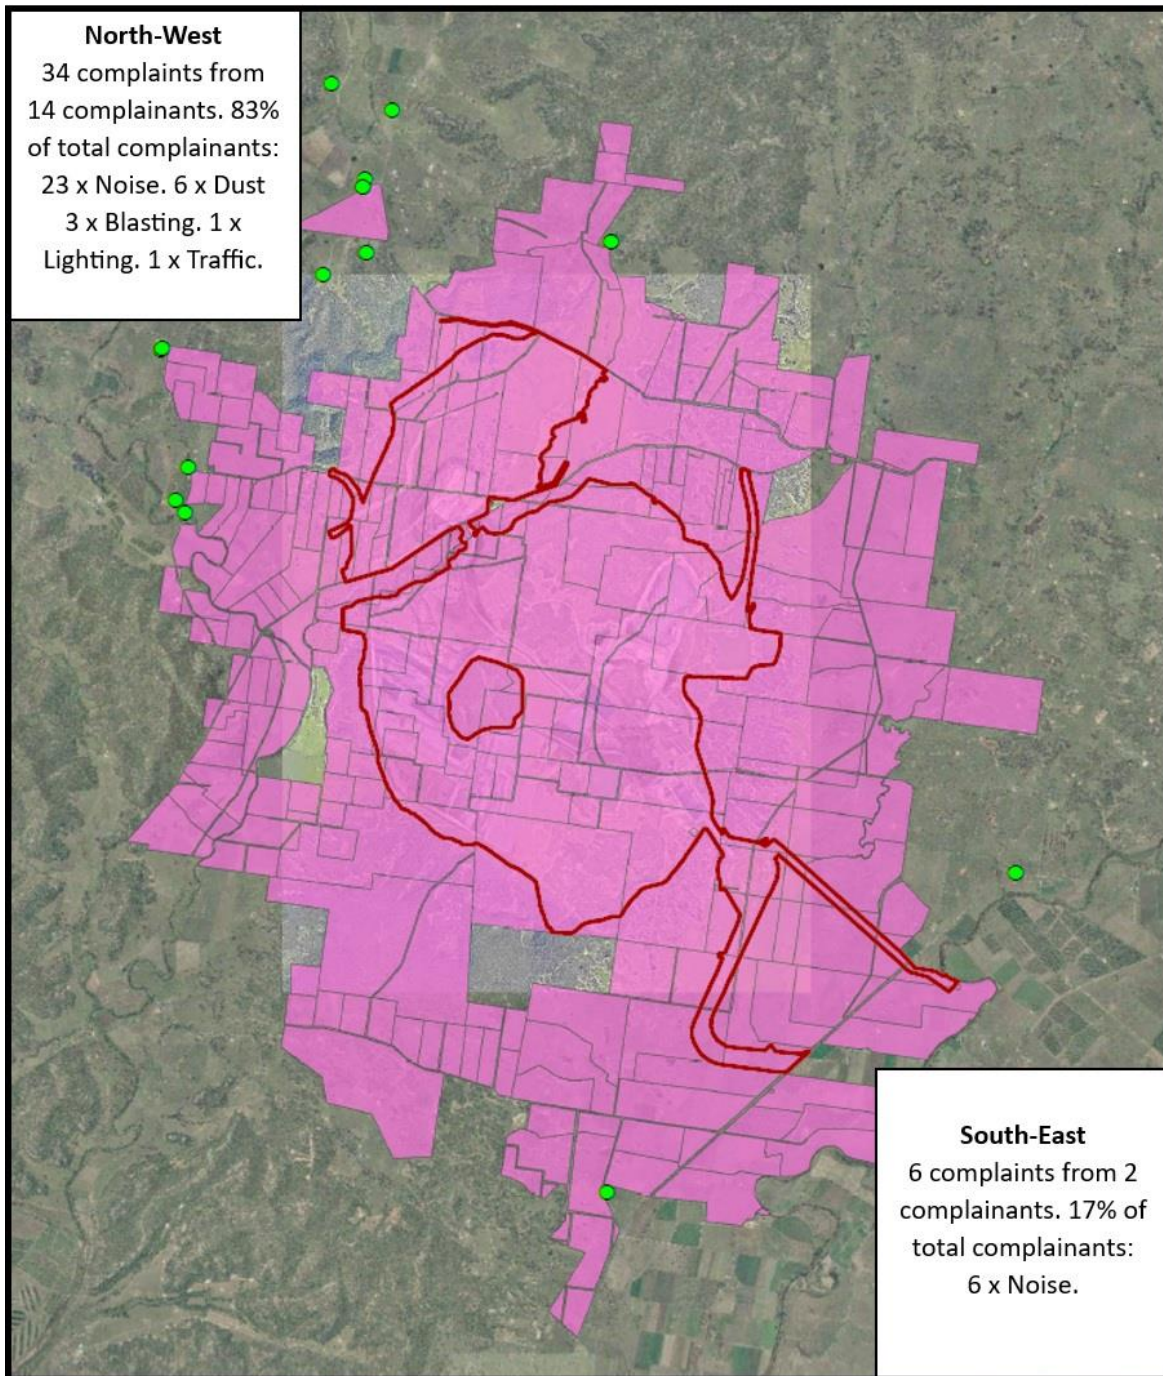 North-West
34 complaints from
14 complainants. 83%
of total complainants:
23 x Noise. 6 x Dust
3 x Blasting. 1 x
Lighting. 1 x Traffic.
South-East
6 complaints from 2
complainants. 17% of
total complainants:
6 x Noise.